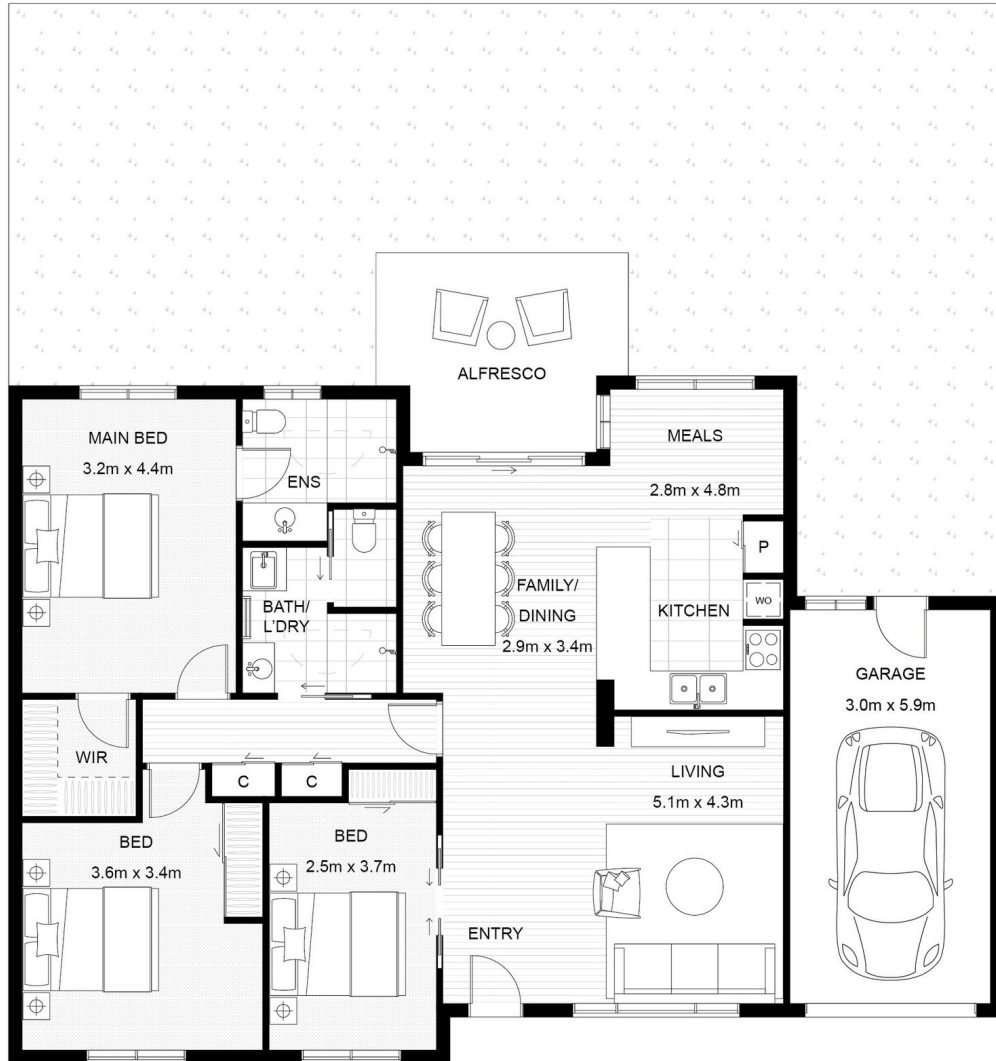 ALFRESCO
MAIN BED
3.2m x 4.4m
ENS
MEALS
2.8m x 4.8m
P
WO
KITCHEN
FAMILY/
DINING
2.9m x 3.4m
BATH/
L'DRY
GARAGE
3.0m x 5.9m
WIR
C
C
LIVING
5.1m x 4.3m
BED
3.6m x 3.4m
BED
2.5m x 3.7m
ENTRY